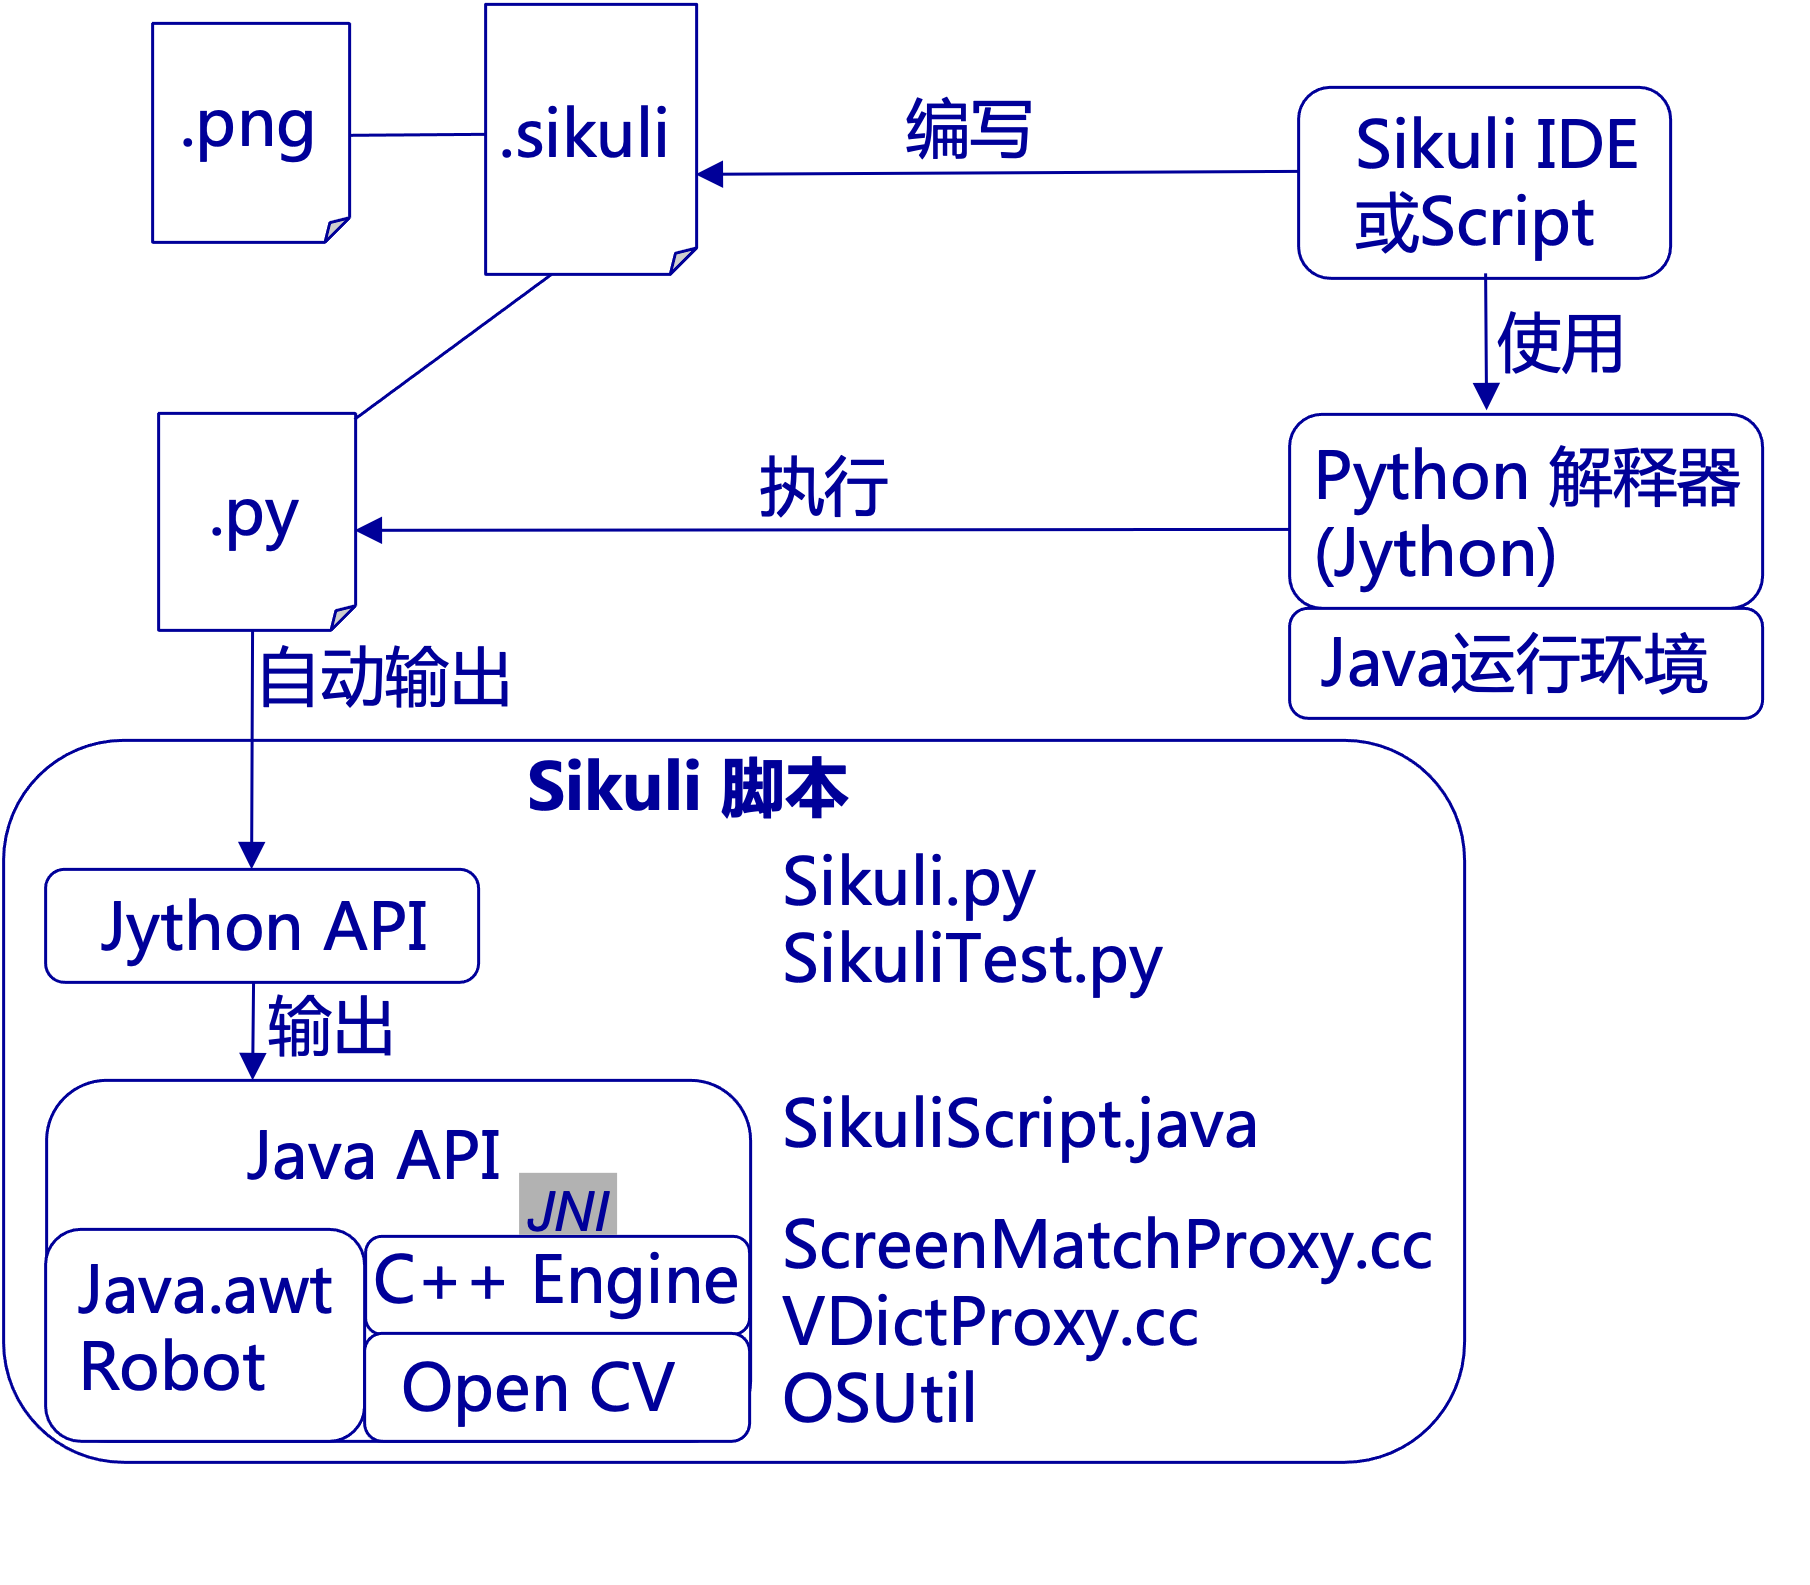 .png
.sikuli
编写
Sikuli IDE
或Script
使用
.py
执行
Python 解释器
(Jython)
Java运行环境
自动输出
Sikuli 脚本
Jython API
Sikuli.py
SikuliTest.py
输出
Java API
JNI
SikuliScript.java
Java.awt
Robot
C++ Engine
Open CV
ScreenMatchProxy.cc
VDictProxy.cc
OSUtil